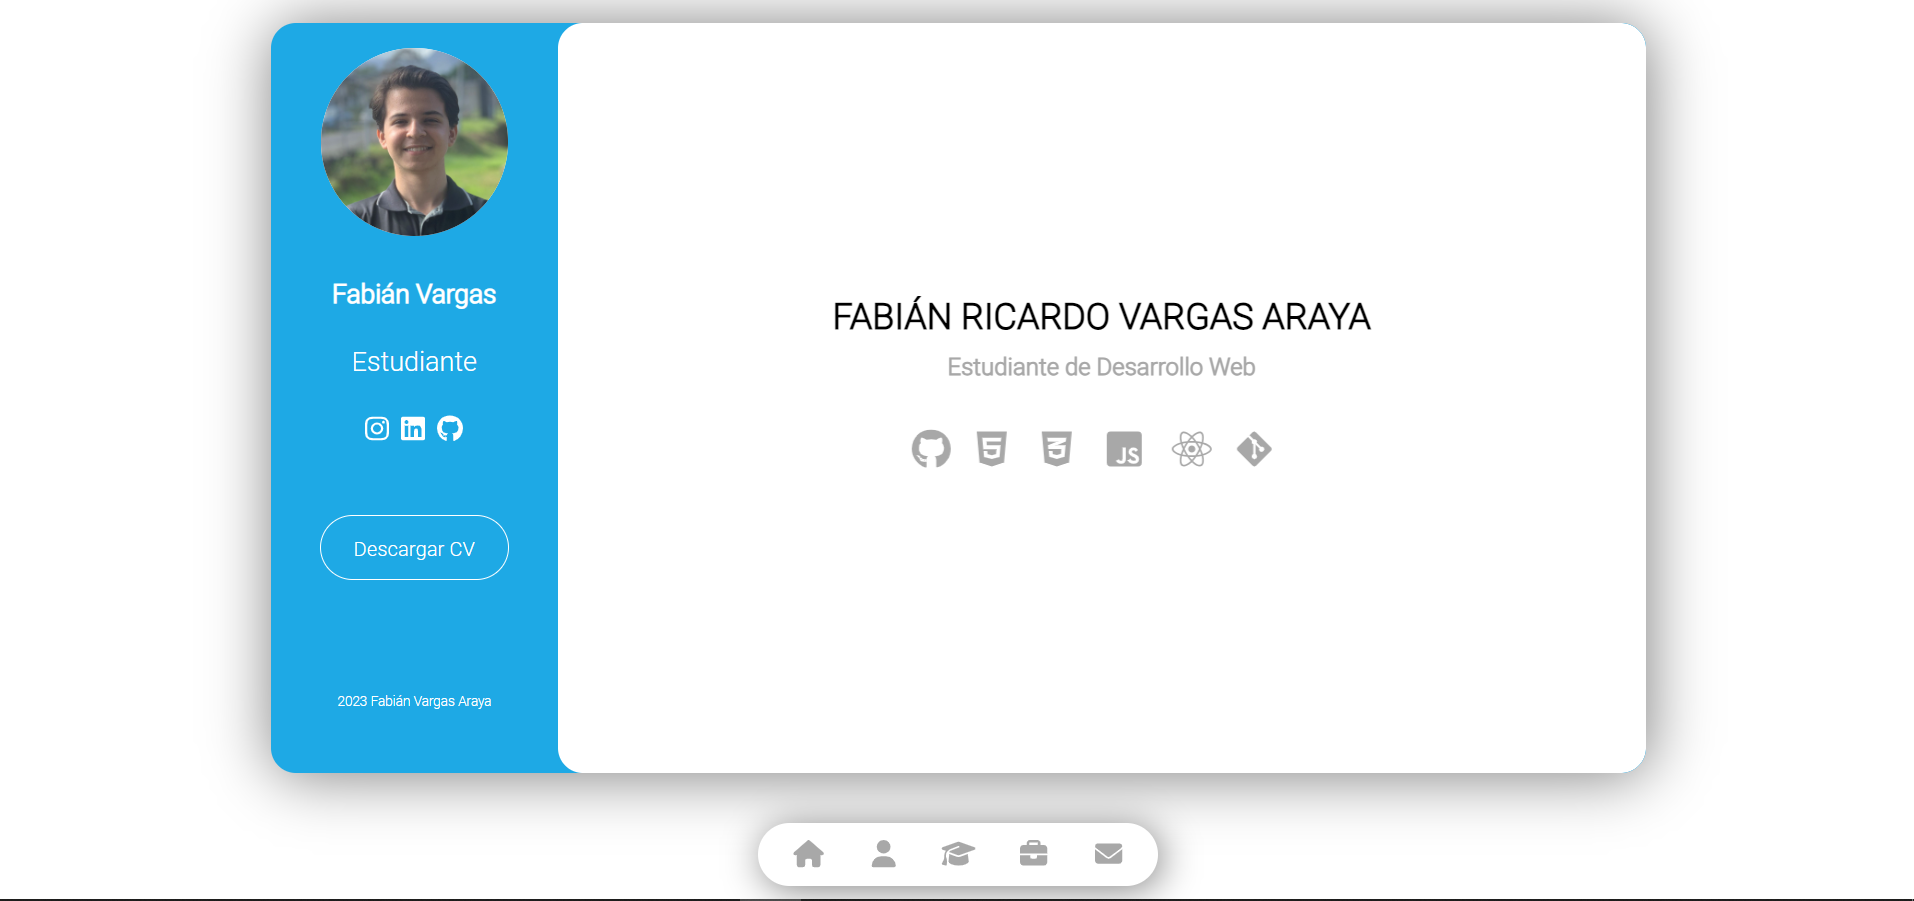 Fabián Vargas
Estudiante
Descargar CV
2023 Fabián Vargas Araya
FABIÁN RICARDO VARGAS ARAYA
Estudiante de Desarrollo Web
JS